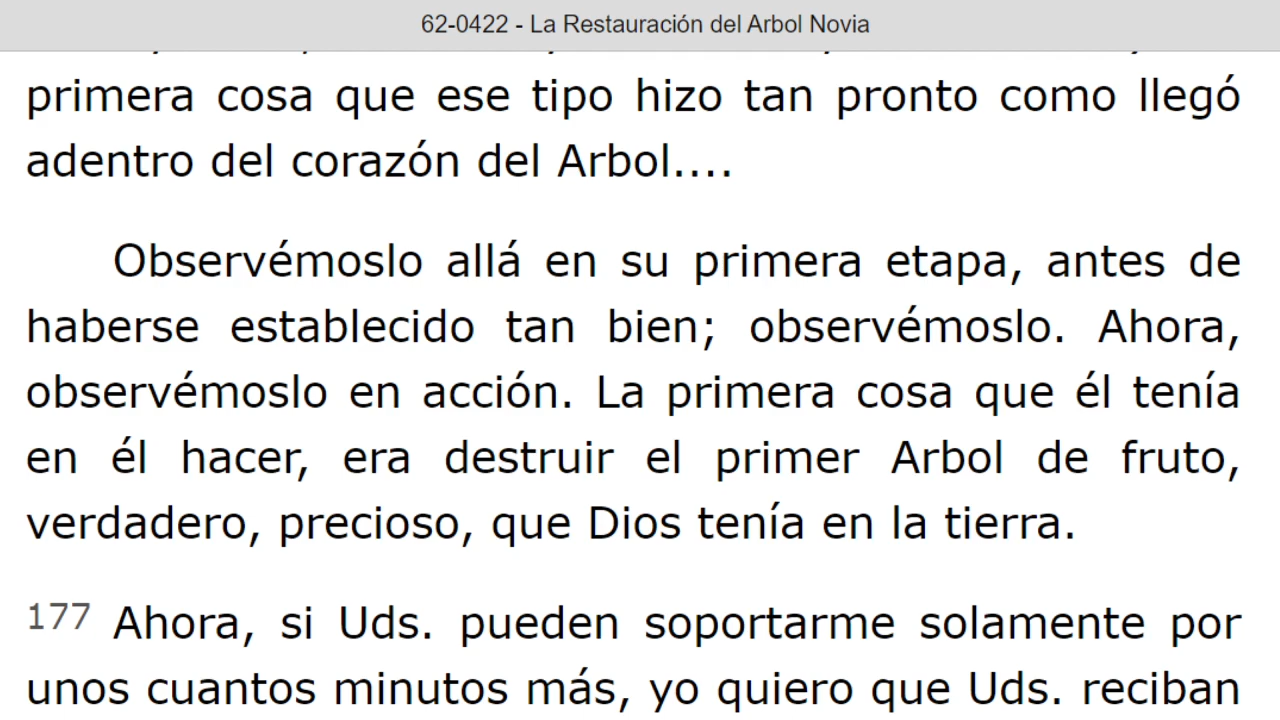 62-0422 - La Restauración del Arbol Novia
primera cosa que ese tipo hizo tan pronto como llegó
adentro del corazón del Arbol....
Observémoslo allá en su primera etapa, antes de
haberse establecido tan bien; observémoslo. Ahora,
observémoslo en acción. La primera cosa que él tenía
en él hacer, era destruir el primer Arbol de fruto,
verdadero, precioso, que Dios tenía en la tierra.
177 Ahora, si Uds. pueden soportarme solamente por
unos cuantos minutos más, yo quiero que Uds. reciban